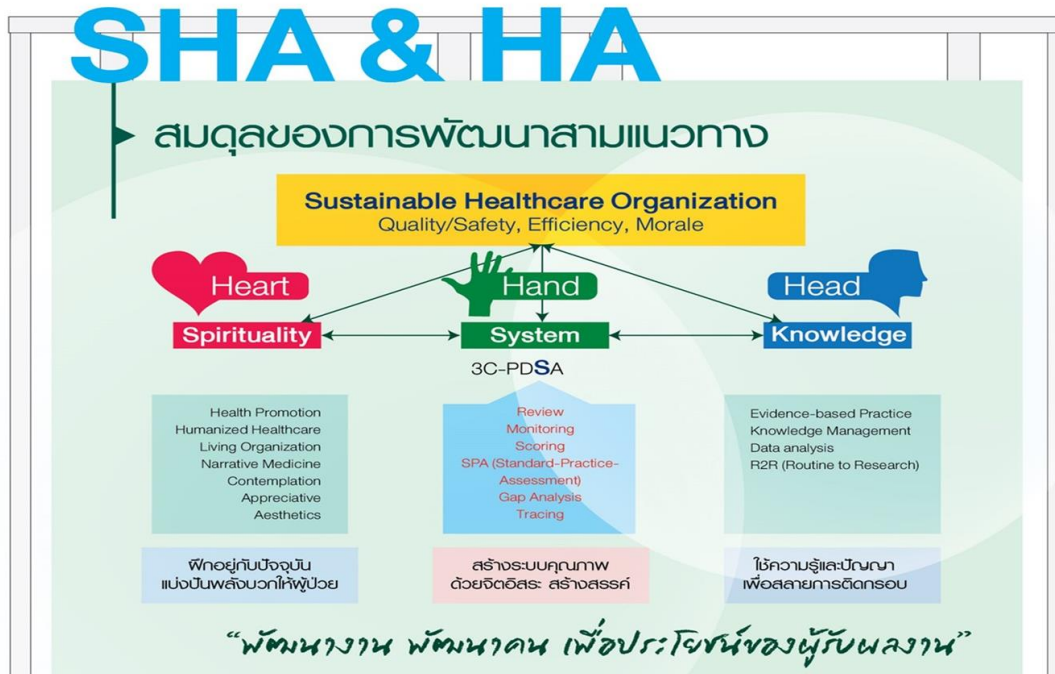 SHA & HA
สมดุลของการพัฒนาสามแนวทาง
Sustainable Healthcare Organization
Quality/Safety, Efficiency, Morale
Heart
Spirituality
Hand
System
Head
Knowledge
3C-PDSA
Health Promotion
Humanized Healthcare
Living Organization
Narrative Medicine
Contemplation
Appreciative
Aesthetics
Review
Monitoring
Scoring
SPA (Standard-Practice-
Assessment)
Gap Analysis
Tracing
Evidence-based Practice
Knowledge Management
Data analysis
R2R (Routine to Research)
ฝึกอยู่กับปัจจุบัน
แบ่งปันพลังบวกให้ผู้ป่วย
สร้างระบบคุณภาพ
ด้วยจิตอิสระ สร้างสรรค์
ใช้ความรู้และปัญญา
เพื่อสลายการติดกรอบ
“พัฒนางาน พัฒนาคน เพื่อประโยชน์ของผู้รับผลงาน”